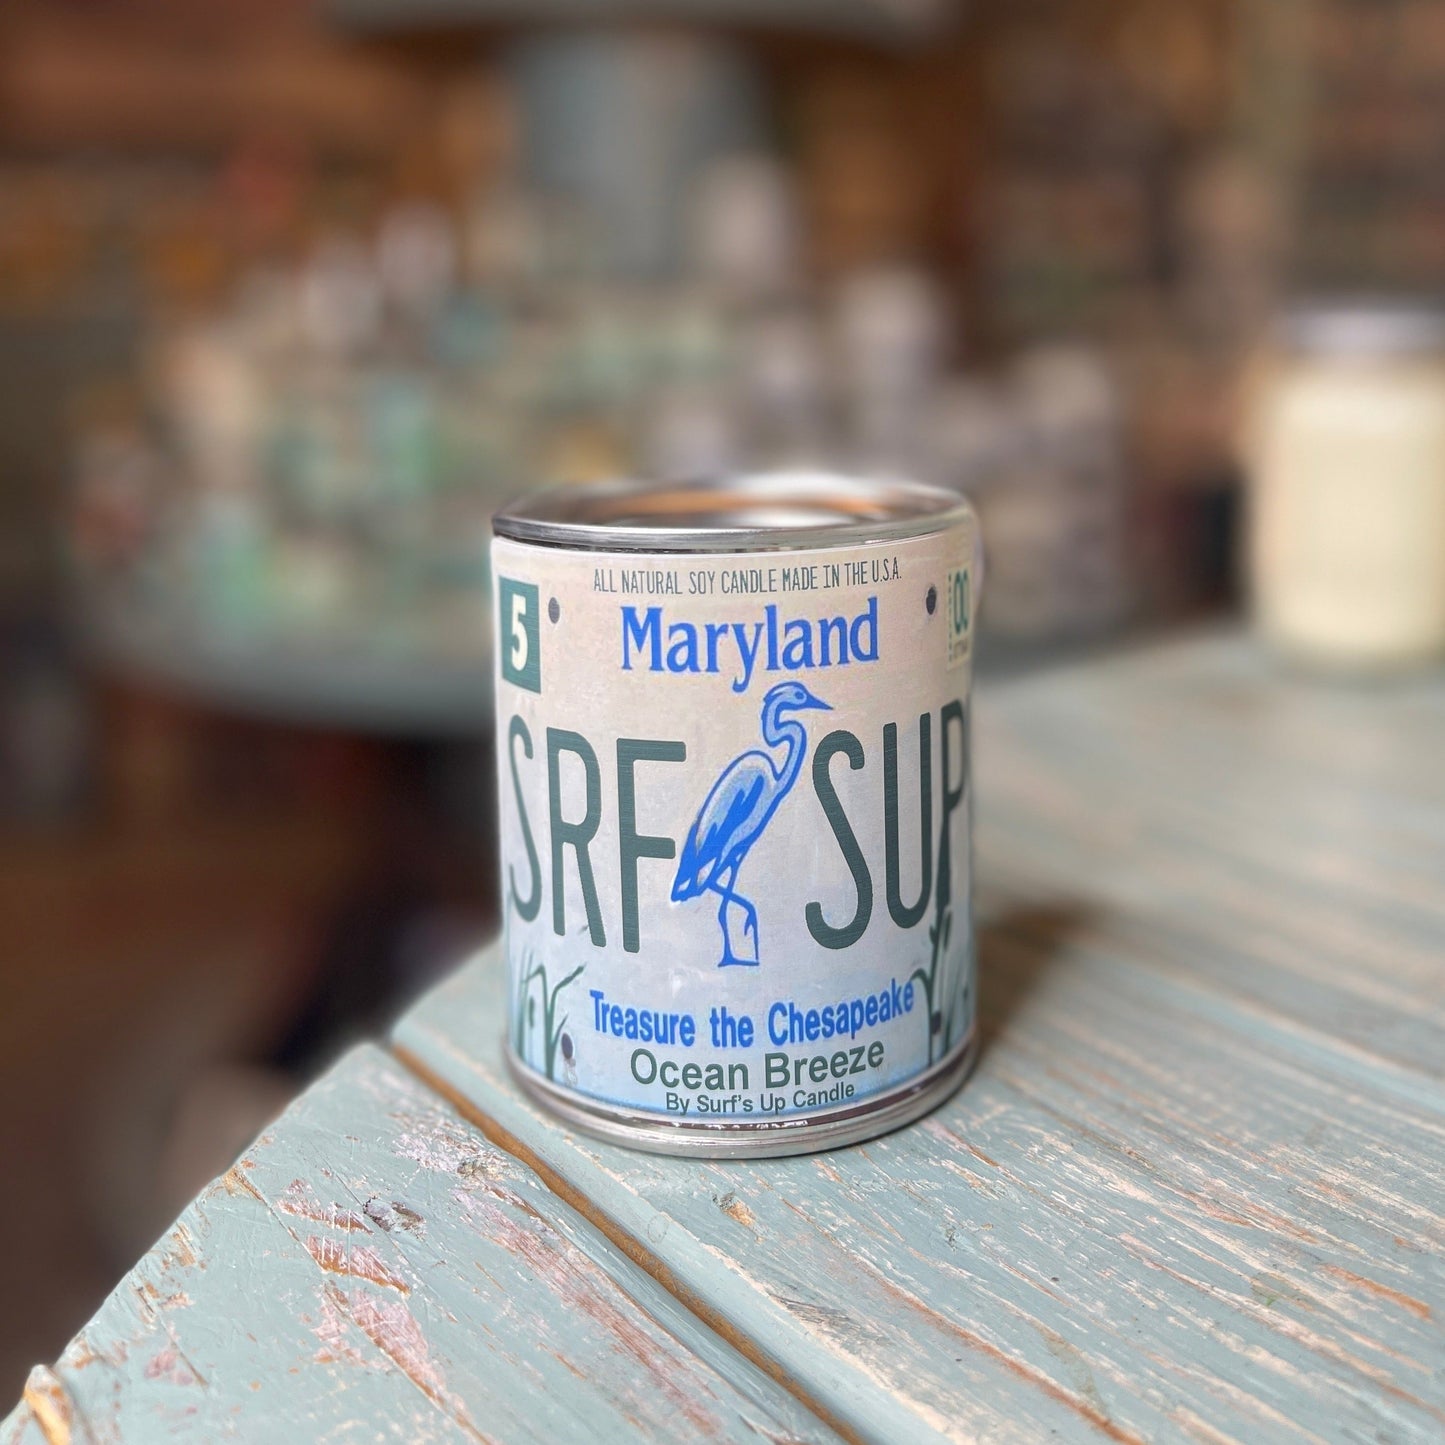 ALL NATURAL SOY CANDLE MADE IN THE U.S.A.
5
Maryland
SRF SUP
Treasure the Chesapeake
Ocean Breeze
By Surf's Up Candle